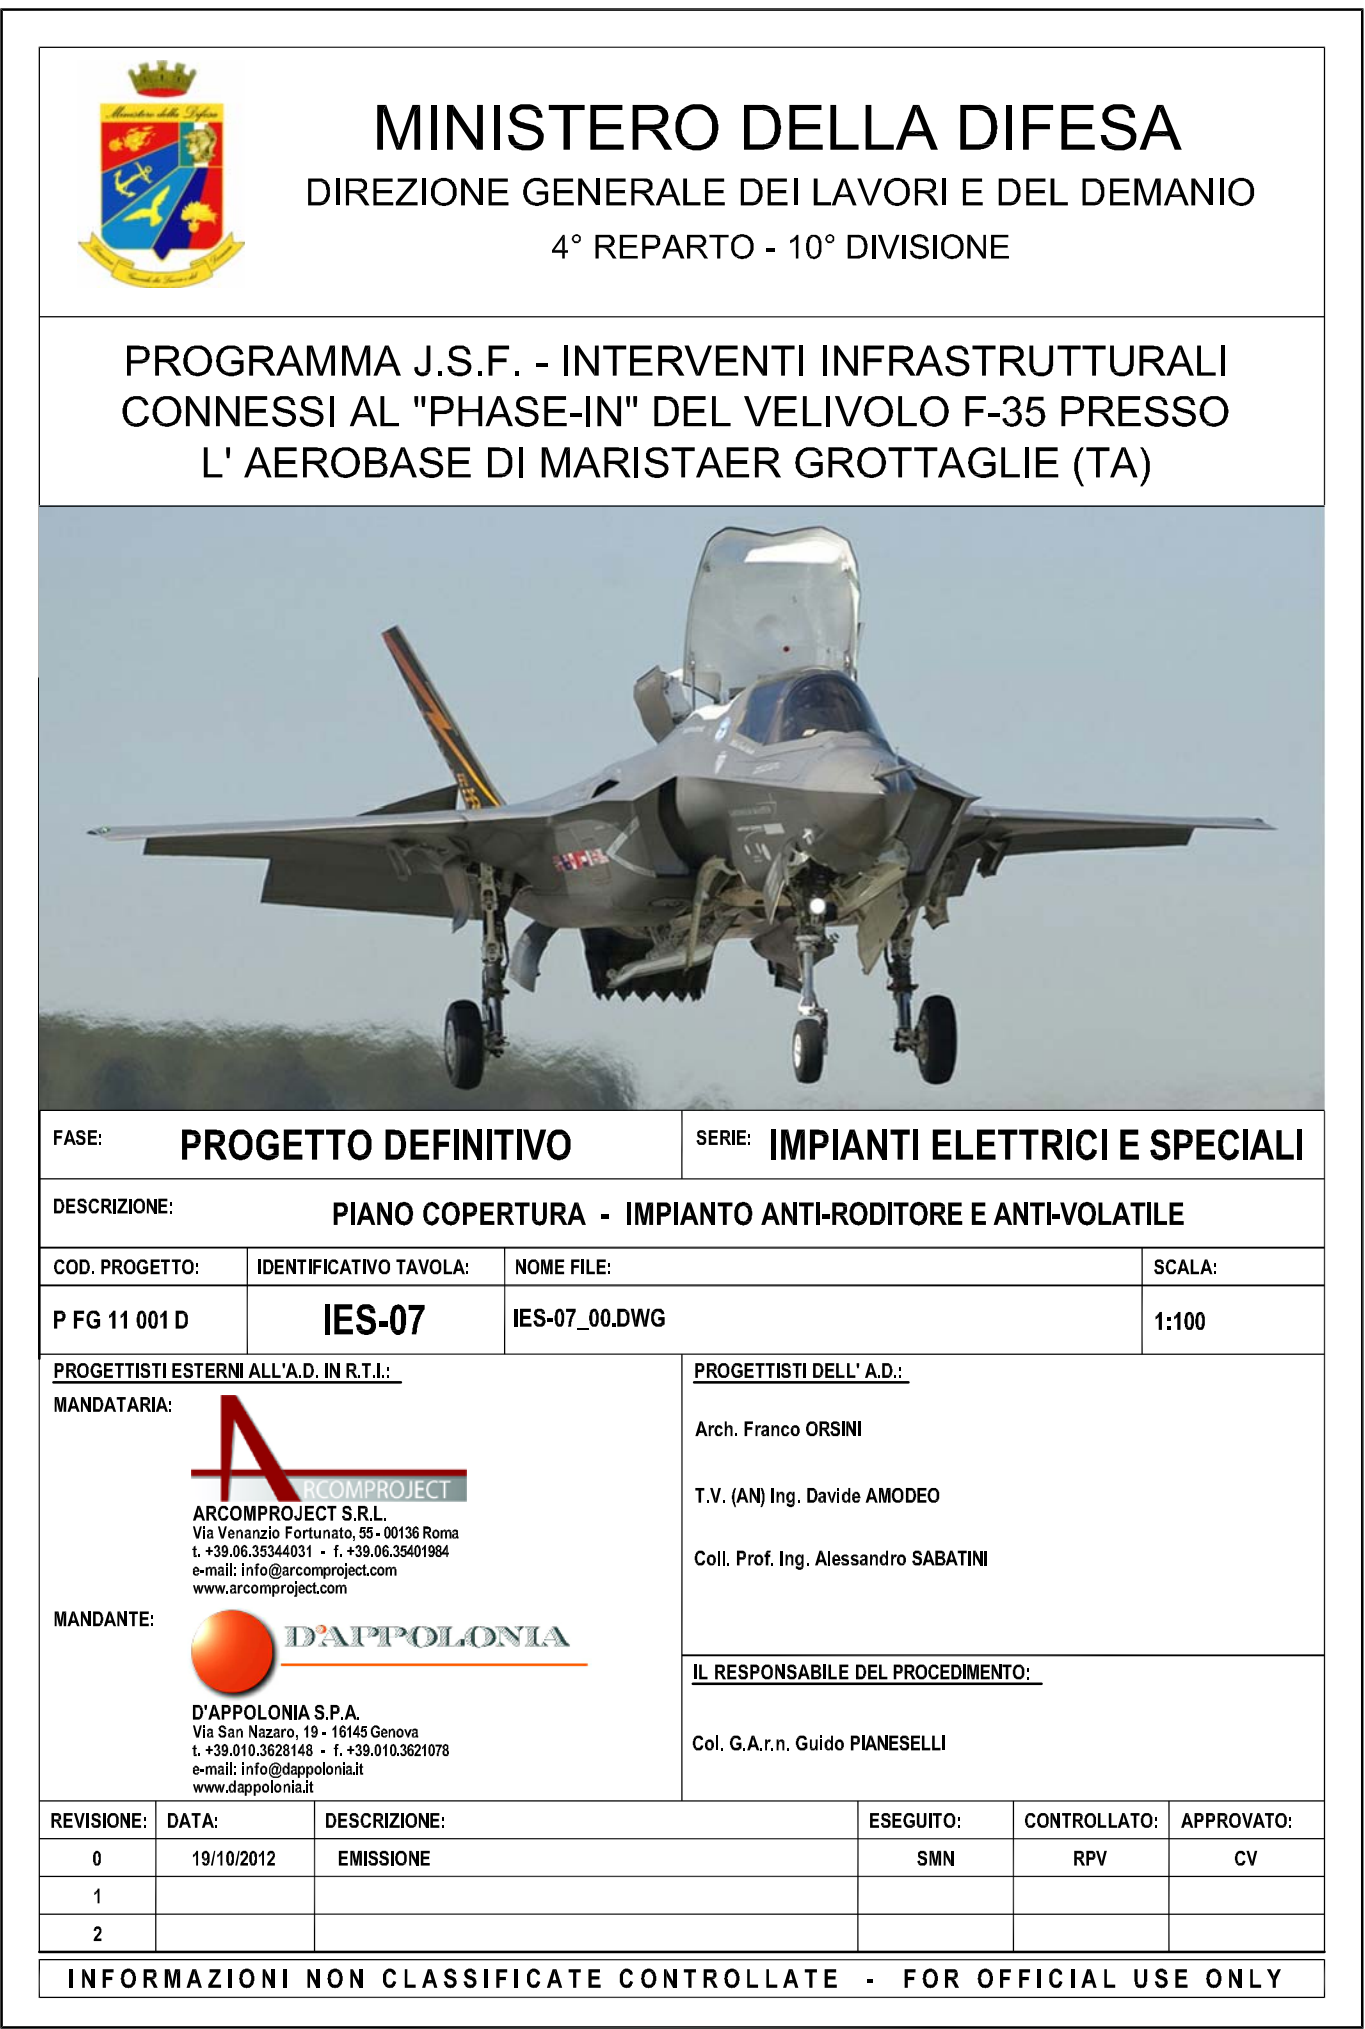 Ministero della Difesa
MINISTERO DELLA DIFESA
DIREZIONE GENERALE DEI LAVORI E DEL DEMANIO
4° REPARTO - 10° DIVISIONE
PROGRAMMA J.S.F. - INTERVENTI INFRASTRUTTURALI
CONNESSI AL "PHASE-IN" DEL VELIVOLO F-35 PRESSO
L' AEROBASE DI MARISTAER GROTTAGLIE (TA)
FASE: PROGETTO DEFINITIVO
SERIE: IMPIANTI ELETTRICI E SPECIALI
DESCRIZIONE: PIANO COPERTURA - IMPIANTO ANTI-RODITORE E ANTI-VOLATILE
COD. PROGETTO: IDENTIFICATIVO TAVOLA: NOME FILE: SCALA:
P FG 11 001 D IES-07 IES-07_00.DWG 1:100
PROGETTISTI ESTERNI ALL'A.D. IN R.T.I.:
MANDATARIA:
ARCOMPROJECT
ARCOMPROJECT S.R.L.
Via Venanzio Fortunato, 55 - 00136 Roma
t. +39.06.35344031 - f. +39.06.35401984
e-mail: info@arcomproject.com
www.arcomproject.com
MANDANTE:
D'APPOLONIA
D'APPOLONIA S.P.A.
Via San Nazaro, 19 - 16145 Genova
t. +39.010.3628148 - f. +39.010.3621078
e-mail: info@dappolonia.it
www.dappolonia.it
PROGETTISTI DELL' A.D.:
Arch. Franco ORSINI
T.V. (AN) Ing. Davide AMODEO
Coll. Prof. Ing. Alessandro SABATINI
IL RESPONSABILE DEL PROCEDIMENTO:
Col. G.A.r.n. Guido PIANESELLI
REVISIONE: DATA: DESCRIZIONE: ESEGUITO: CONTROLLATO: APPROVATO:
0 19/10/2012 EMISSIONE SMN RPV CV
1
2
INFORMAZIONI NON CLASSIFICATE CONTROLLATE - FOR OFFICIAL USE ONLY